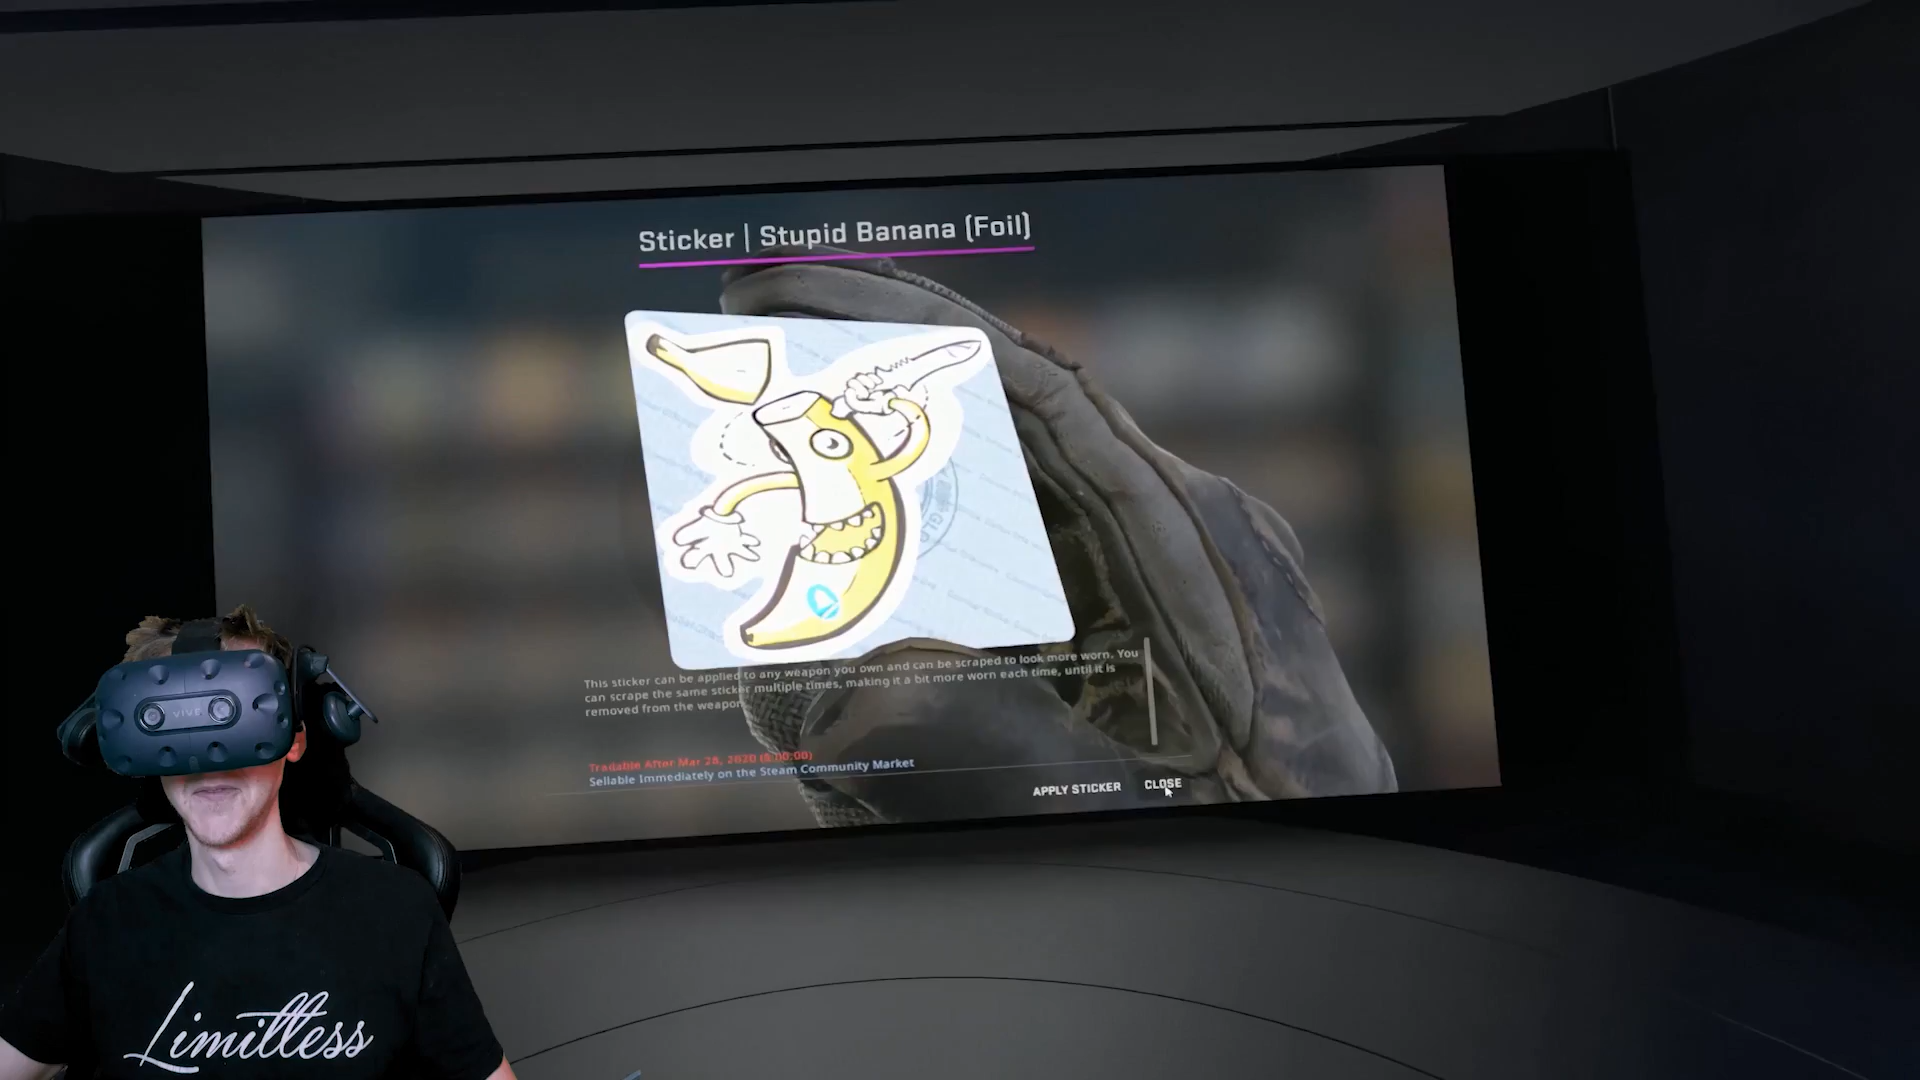 Sticker | Stupid Banana (Foil)
This sticker can be applied to any weapon you own and can be scraped to look more worn. You
can scrape the same sticker multiple times, making it a bit more worn each time, until it is
removed from the weapon.
Tradable After Mar 28, 2020 (8:00:00)
Sellable Immediately on the Steam Community Market
APPLY STICKER CLOSE
VIVE
Limitless